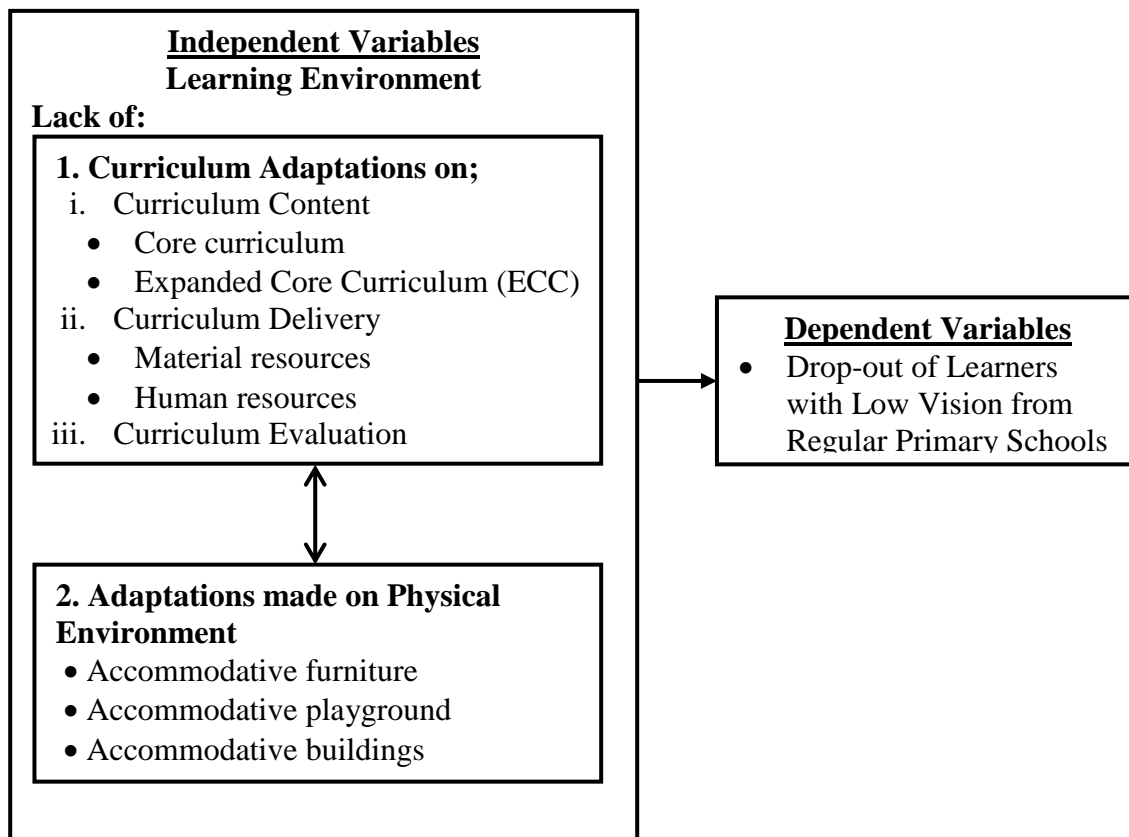 Independent Variables
Learning Environment
Lack of:
1. Curriculum Adaptations on;
i. Curriculum Content
• Core curriculum
• Expanded Core Curriculum (ECC)
ii. Curriculum Delivery
• Material resources
• Human resources
iii. Curriculum Evaluation
2. Adaptations made on Physical
Environment
• Accommodative furniture
• Accommodative playground
• Accommodative buildings
Dependent Variables
• Drop-out of Learners
with Low Vision from
Regular Primary Schools